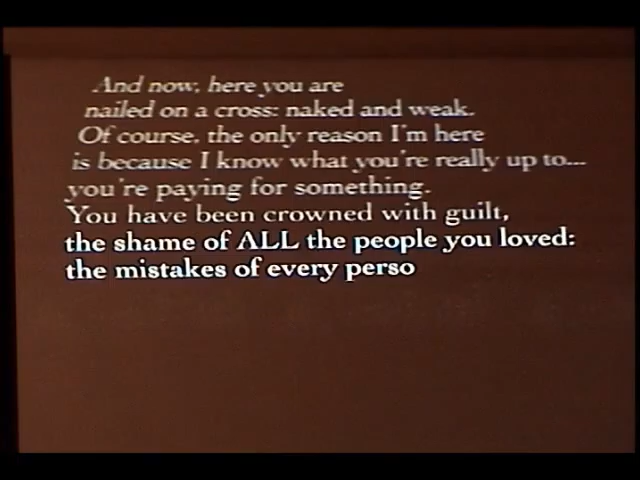 And now, here you are
nailed on a cross: naked and weak.
Of course, the only reason I'm here
is because I know what you're really up to...
you're paying for something.
You have been crowned with guilt,
the shame of ALL the people you loved:
the mistakes of every perso